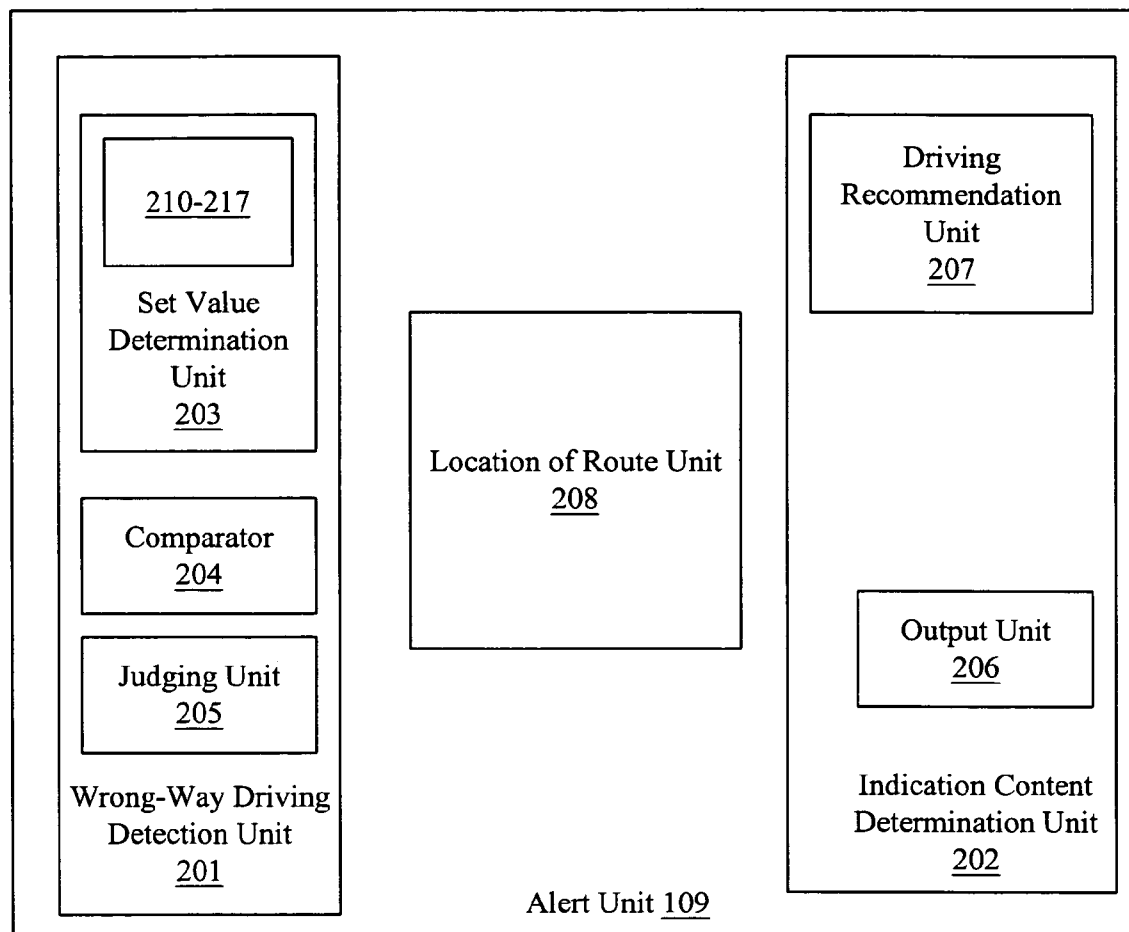 210-217
Set Value
Determination
Unit
203
Comparator
204
Judging Unit
205
Wrong-Way Driving
Detection Unit
201
Location of Route Unit
208
Driving
Recommendation
Unit
207
Output Unit
206
Indication Content
Determination Unit
202
Alert Unit 109